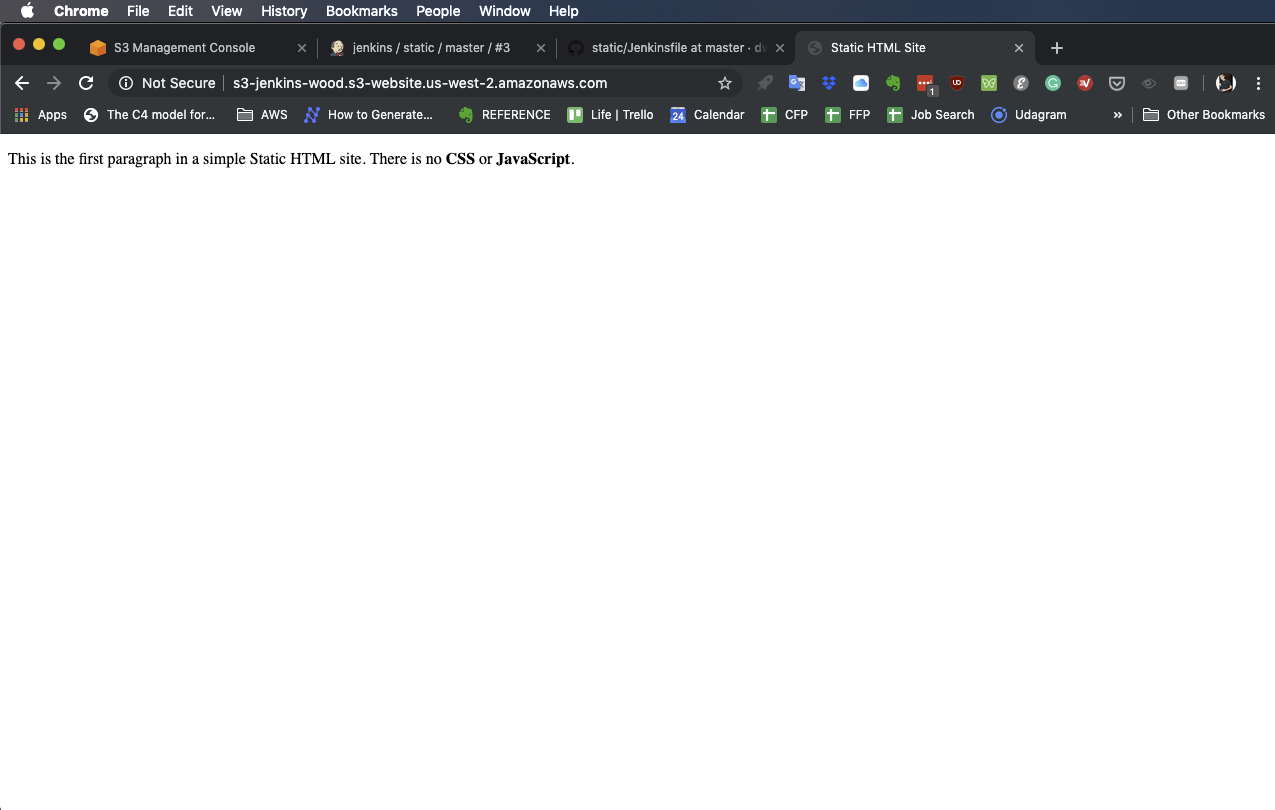 Chrome File Edit View History Bookmarks People Window Help
S3 Management Console jenkins / static / master / #3 static/Jenkinsfile at master · dw Static HTML Site
Not Secure s3-jenkins-wood.s3-website.us-west-2.amazonaws.com
Apps The C4 model for... AWS How to Generate... REFERENCE Life | Trello 24 Calendar CFP FFP Job Search Udagram » Other Bookmarks
This is the first paragraph in a simple Static HTML site. There is no CSS or JavaScript.